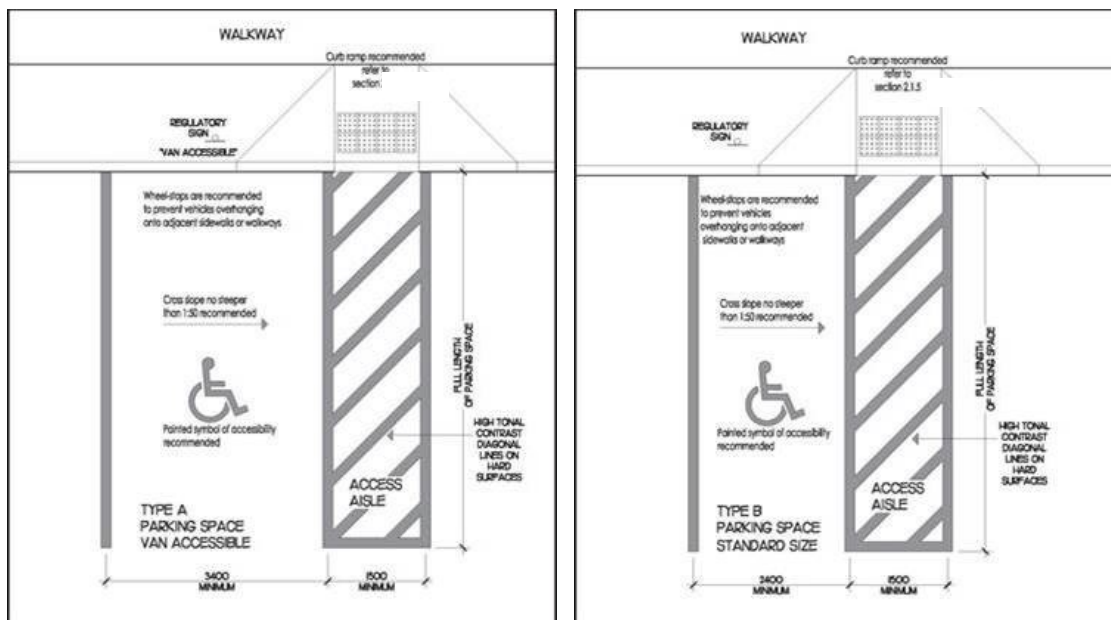 WALKWAY
Curb ramp recommended
refer to
section
REGULATORY
SIGN
"VAN ACCESSIBLE"
Wheel-stops are recommended
to prevent vehicles overhanging
onto adjacent sidewalks or walkways
Cross slope no steeper
than 1:50 recommended
Painted symbol of accessibility
recommended
FULL LENGTH
OF PARKING SPACE
HIGH TONAL
CONTRAST
DIAGONAL
LINES ON
HARD
SURFACES
ACCESS
AISLE
TYPE A
PARKING SPACE
VAN ACCESSIBLE
3400
MINIMUM
1500
MINIMUM
WALKWAY
Curb ramp recommended
refer to
section 2.1.5
REGULATORY
SIGN
Wheel-stops are recommended
to prevent vehicles
overhanging onto adjacent
sidewalks or walkways
Cross slope no steeper
than 1:50 recommended
Painted symbol of accessibility
recommended
FULL LENGTH
OF PARKING SPACE
HIGH TONAL
CONTRAST
DIAGONAL
LINES ON
HARD
SURFACES
ACCESS
AISLE
TYPE B
PARKING SPACE
STANDARD SIZE
2400
MINIMUM
1500
MINIMUM